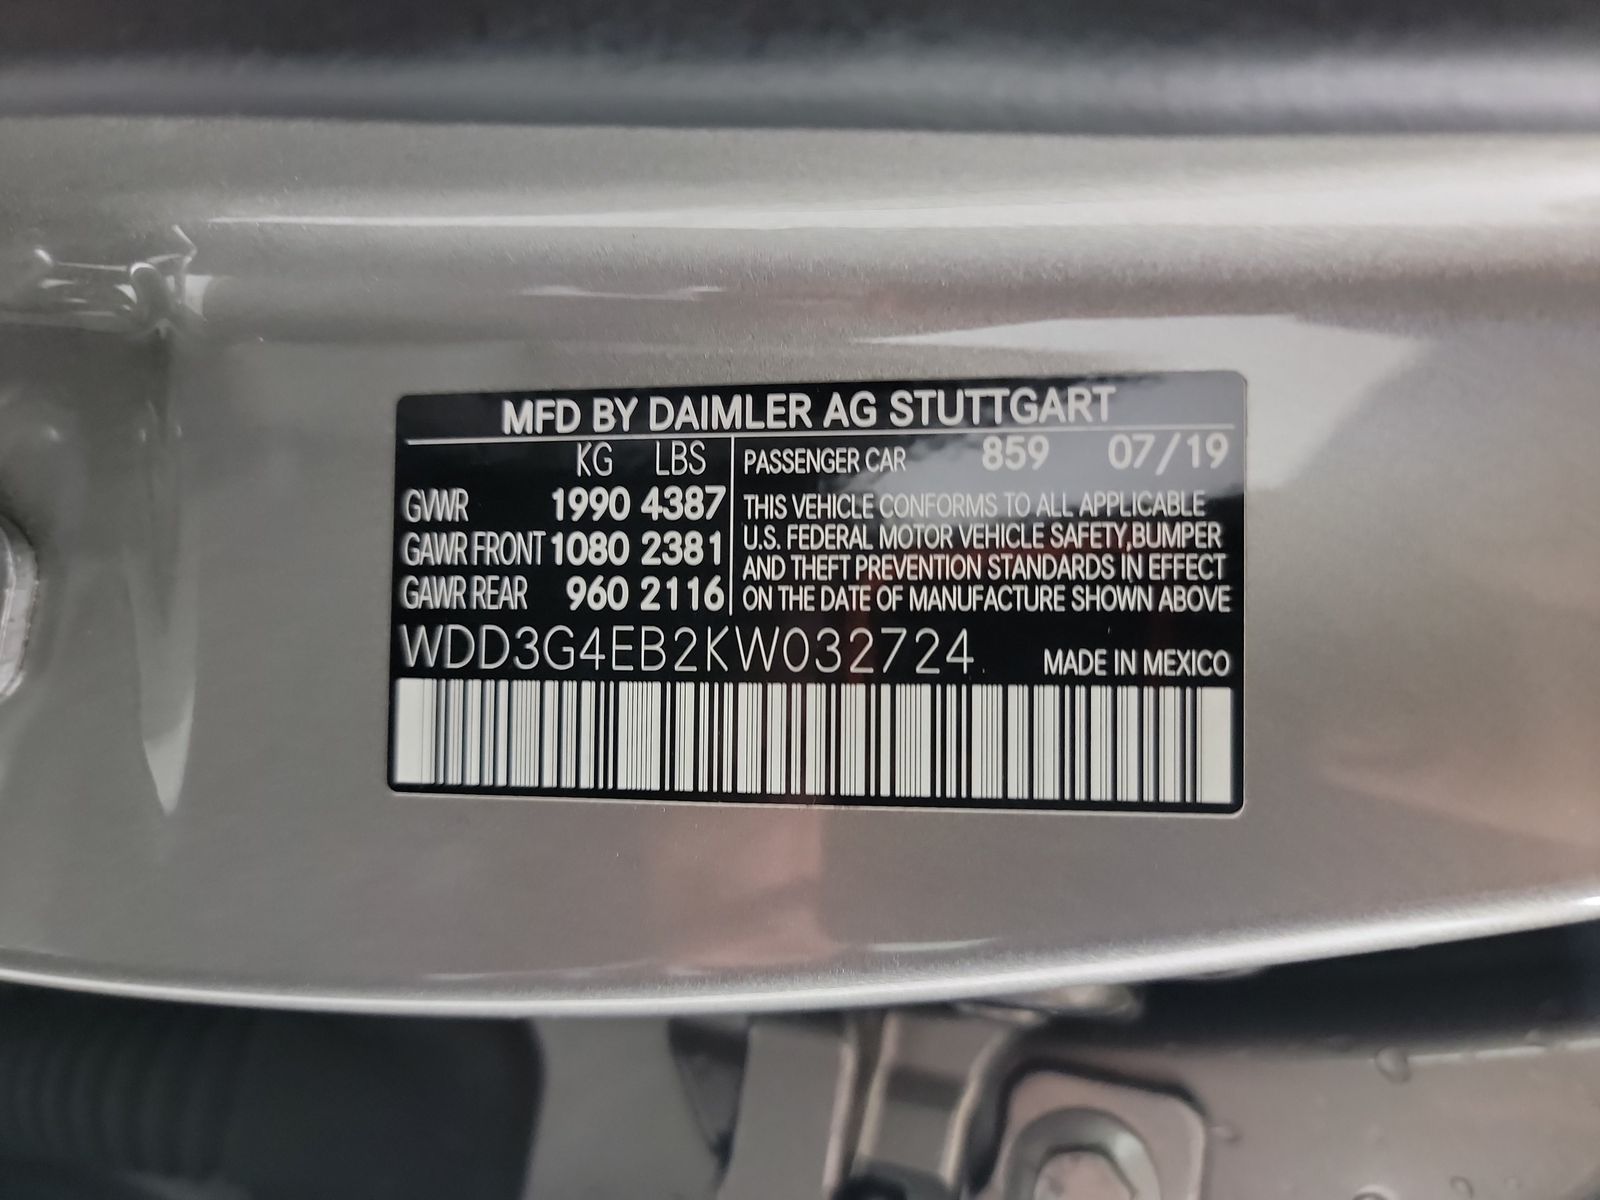 MFD BY DAIMLER AG STUTTGART
KG LBS
GVWR 1990 4387
GAWR FRONT 1080 2381
GAWR REAR 960 2116
PASSENGER CAR 859 07/19
THIS VEHICLE CONFORMS TO ALL APPLICABLE
U.S. FEDERAL MOTOR VEHICLE SAFETY,BUMPER
AND THEFT PREVENTION STANDARDS IN EFFECT
ON THE DATE OF MANUFACTURE SHOWN ABOVE
WDD3G4EB2KW032724 MADE IN MEXICO